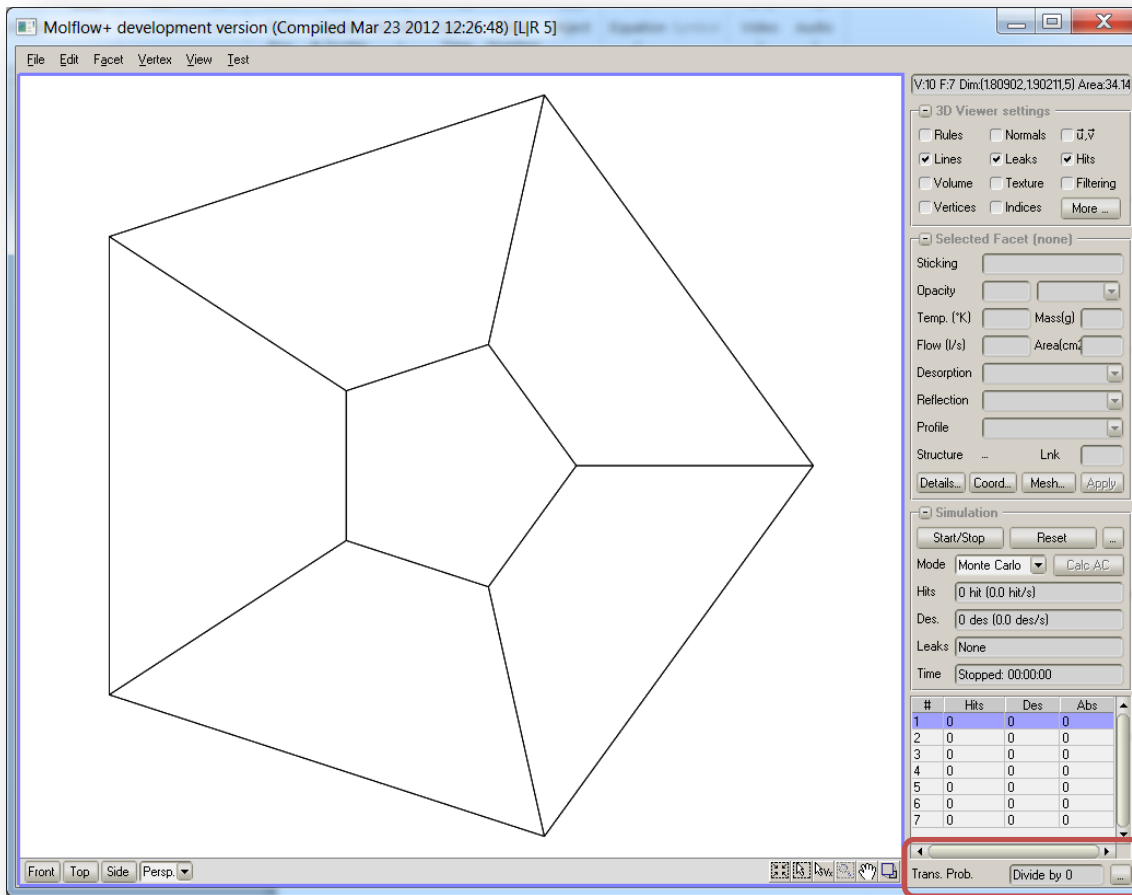 Molflow+ development version (Compiled Mar 23 2012 12:26:48) [L|R 5]
File Edit Facet Vertex View Test
V:10 F:7 Dim:(1.80902,1.90211,5) Area:34.14
3D Viewer settings
Rules Normals u⃗,v⃗
Lines Leaks Hits
Volume Texture Filtering
Vertices Indices More ...
Selected Facet (none)
Sticking
Opacity
Temp. (°K) Mass(g)
Flow (l/s) Area(cm2
Desorption
Reflection
Profile
Structure ... Lnk
Details... Coord... Mesh... Apply
Simulation
Start/Stop Reset ...
Mode Monte Carlo Calc AC
Hits 0 hit (0.0 hit/s)
Des. 0 des (0.0 des/s)
Leaks None
Time Stopped: 00:00:00
# Hits Des Abs
1 0 0 0
2 0 0 0
3 0 0 0
4 0 0 0
5 0 0 0
6 0 0 0
7 0 0 0
Trans. Prob. Divide by 0 ...
Front Top Side Persp.